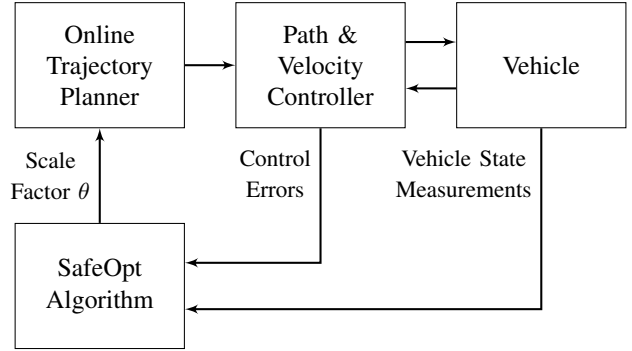 Online
Trajectory
Planner
Path &
Velocity
Controller
Vehicle
Scale
Factor θ
Control
Errors
Vehicle State
Measurements
SafeOpt
Algorithm